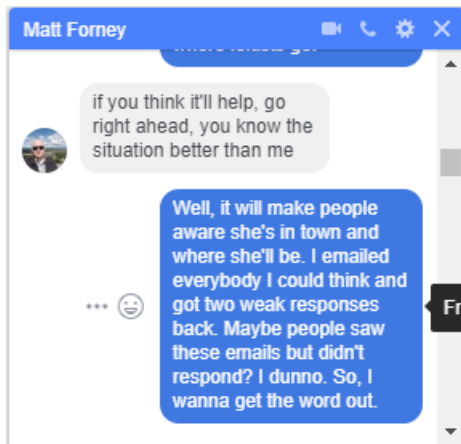 Matt Forney
if you think it'll help, go
right ahead, you know the
situation better than me
Well, it will make people
aware she's in town and
where she'll be. I emailed
everybody I could think and
got two weak responses
back. Maybe people saw
these emails but didn't
respond? I dunno. So, I
wanna get the word out.
Fr